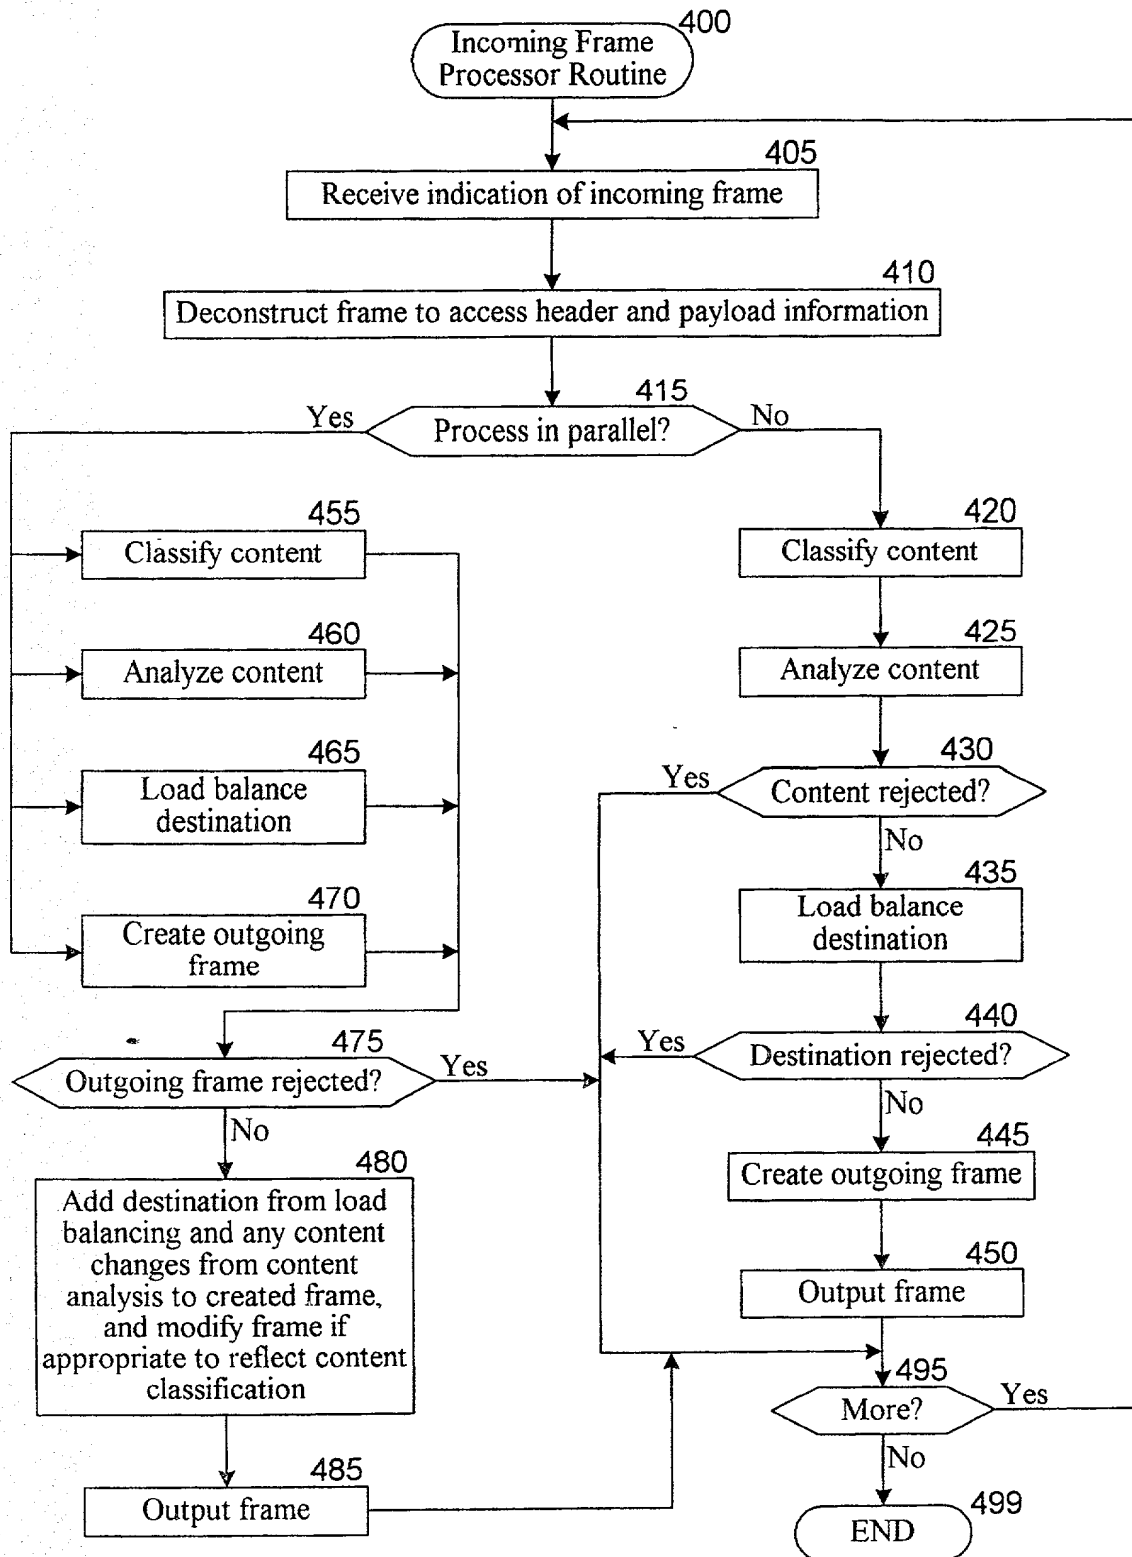 400
Incoming Frame
Processor Routine
405
Receive indication of incoming frame
410
Deconstruct frame to access header and payload information
415
Yes
Process in parallel?
No
455
Classify content
460
Analyze content
465
Load balance
destination
470
Create outgoing
frame
475
Outgoing frame rejected?
Yes
No
480
Add destination from load
balancing and any content
changes from content
analysis to created frame,
and modify frame if
appropriate to reflect content
classification
485
Output frame
420
Classify content
425
Analyze content
430
Yes
Content rejected?
No
435
Load balance
destination
440
Yes
Destination rejected?
No
445
Create outgoing frame
450
Output frame
495
More?
Yes
No
499
END